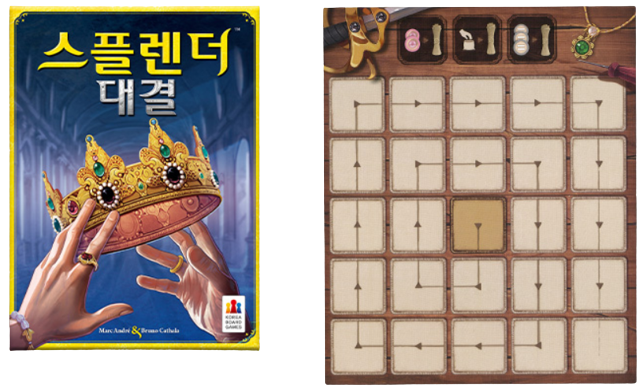 스플렌더
대결
Marc André & Bruno Cathala
KOREA
BOARD
GAMES